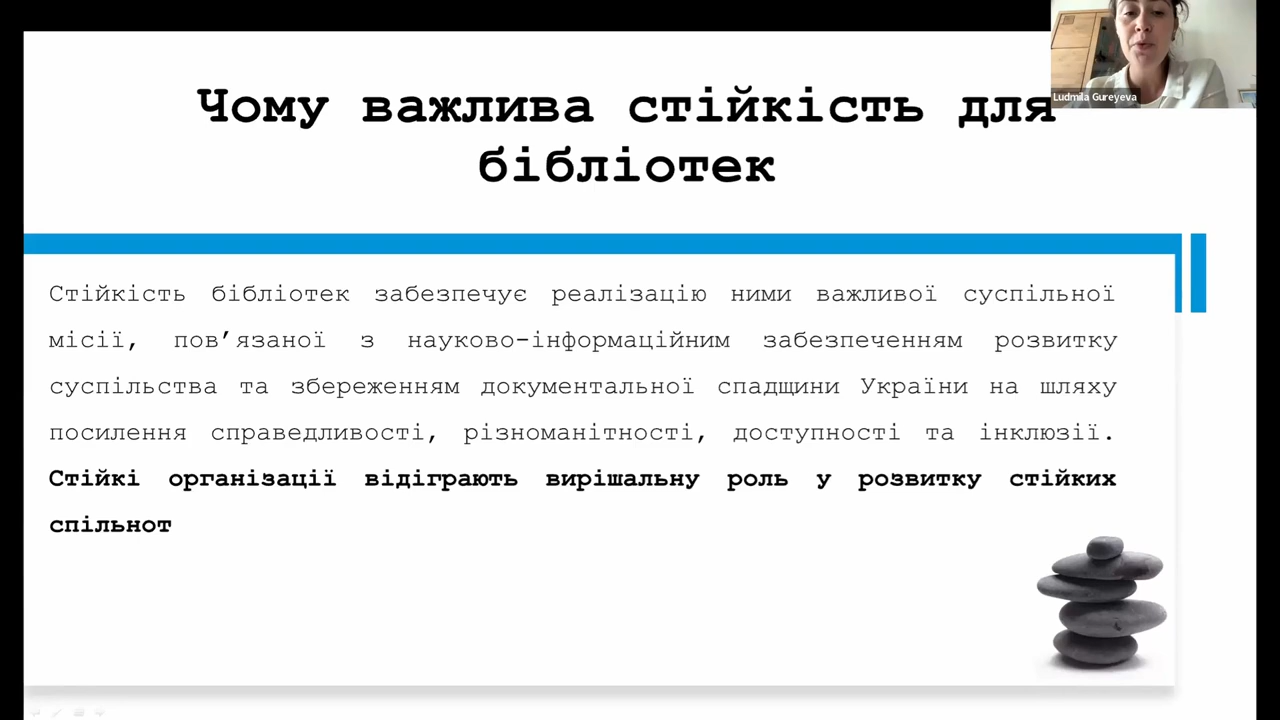 Чому важлива стійкість для
бібліотек
Ludmila Gureyeva
Стійкість бібліотек забезпечує реалізацію ними важливої суспільної
місії, пов’язаної з науково-інформаційним забезпеченням розвитку
суспільства та збереженням документальної спадщини України на шляху
посилення справедливості, різноманітності, доступності та інклюзії.
Стійкі організації відіграють вирішальну роль у розвитку стійких
спільнот